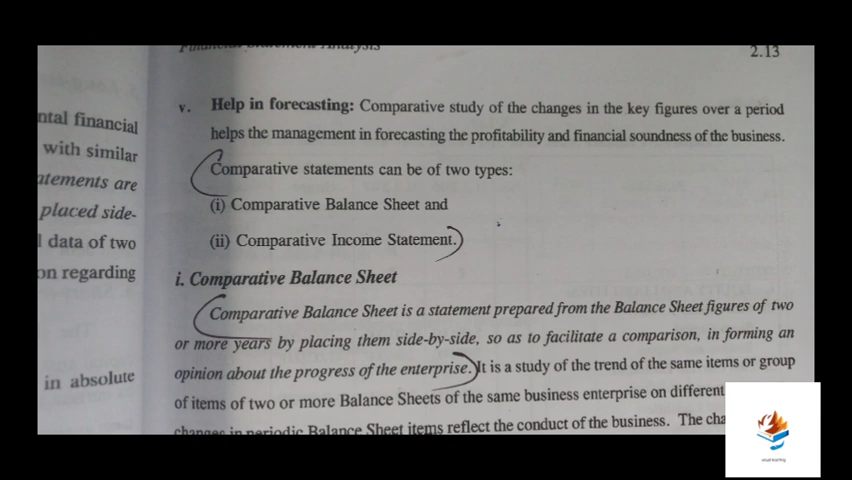 Financial Statement Analysis
2.13
ntal financial
with similar
atements are
placed side-
data of two
on regarding
in absolute
v. Help in forecasting: Comparative study of the changes in the key figures over a period
helps the management in forecasting the profitability and financial soundness of the business.
Comparative statements can be of two types:
(i) Comparative Balance Sheet and
(ii) Comparative Income Statement.
i. Comparative Balance Sheet
Comparative Balance Sheet is a statement prepared from the Balance Sheet figures of two
or more years by placing them side-by-side, so as to facilitate a comparison, in forming an
opinion about the progress of the enterprise. It is a study of the trend of the same items or group
of items of two or more Balance Sheets of the same business enterprise on different
changes in periodic Balance Sheet items reflect the conduct of the business. The cha